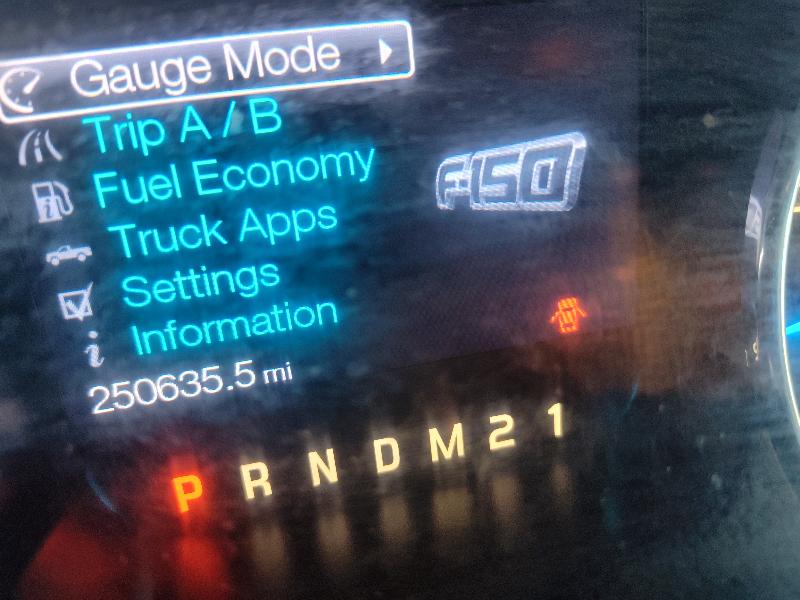 Gauge Mode
Trip A / B
Fuel Economy
F-150
Truck Apps
Settings
Information
250635.5 mi
P R N D M 2 1